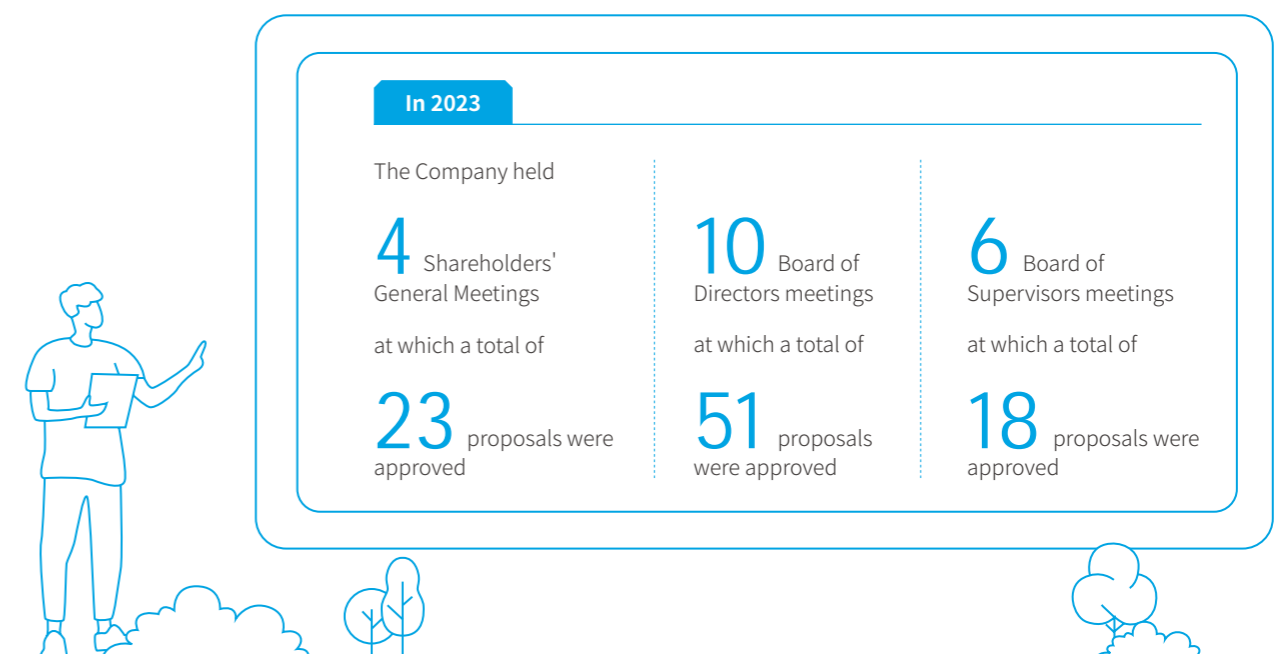 In 2023
The Company held
4 Shareholders'
General Meetings
at which a total of
23 proposals were
approved
10 Board of
Directors meetings
at which a total of
51 proposals
were approved
6 Board of
Supervisors meetings
at which a total of
18 proposals were
approved